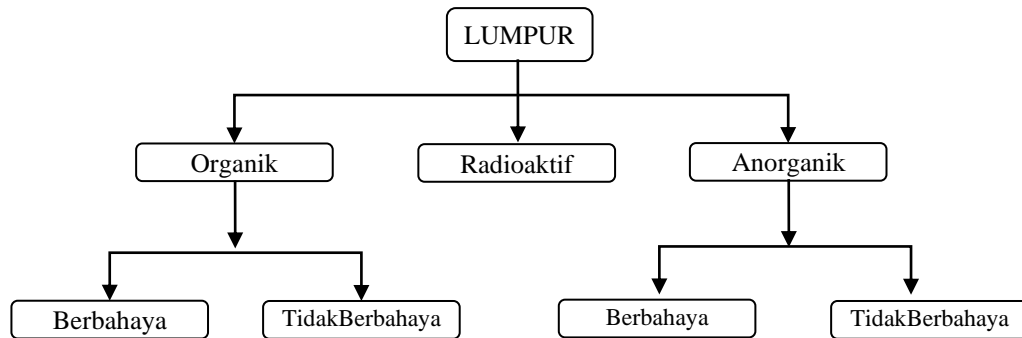 LUMPUR
Organik
Radioaktif
Anorganik
Berbahaya
TidakBerbahaya
Berbahaya
TidakBerbahaya